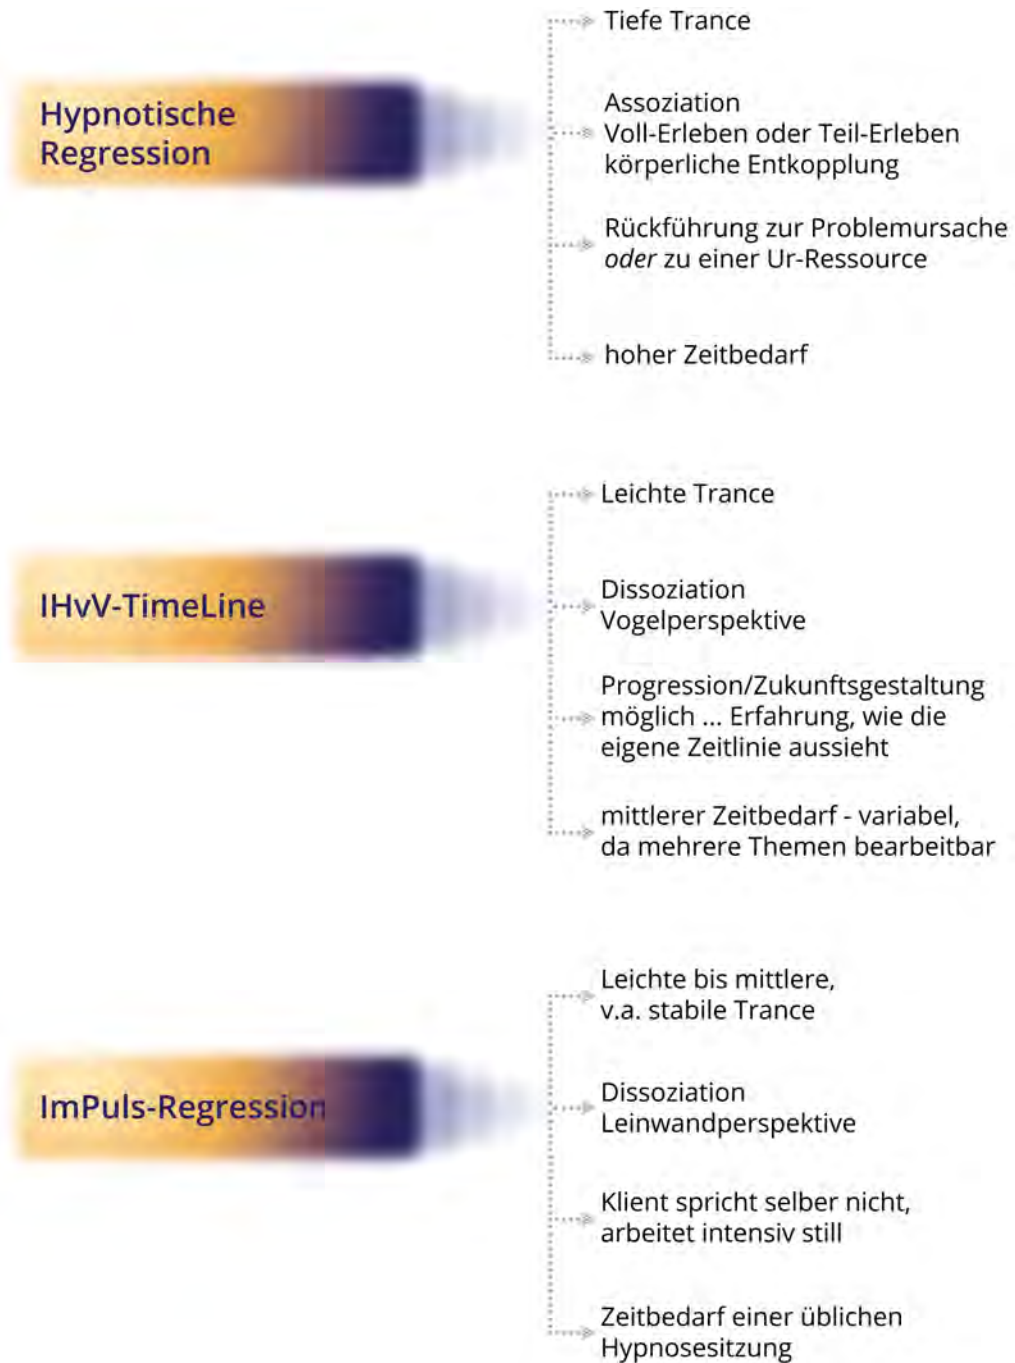 Hypnotische
Regression
Tiefe Trance
Assoziation
Voll-Erleben oder Teil-Erleben
körperliche Entkopplung
Rückführung zur Problemursache
oder zu einer Ur-Ressource
hoher Zeitbedarf
IHvV-TimeLine
Leichte Trance
Dissoziation
Vogelperspektive
Progression/Zukunftsgestaltung
möglich ... Erfahrung, wie die
eigene Zeitlinie aussieht
mittlerer Zeitbedarf - variabel,
da mehrere Themen bearbeitbar
ImPuls-Regression
Leichte bis mittlere,
v.a. stabile Trance
Dissoziation
Leinwandperspektive
Klient spricht selber nicht,
arbeitet intensiv still
Zeitbedarf einer üblichen
Hypnosesitzung